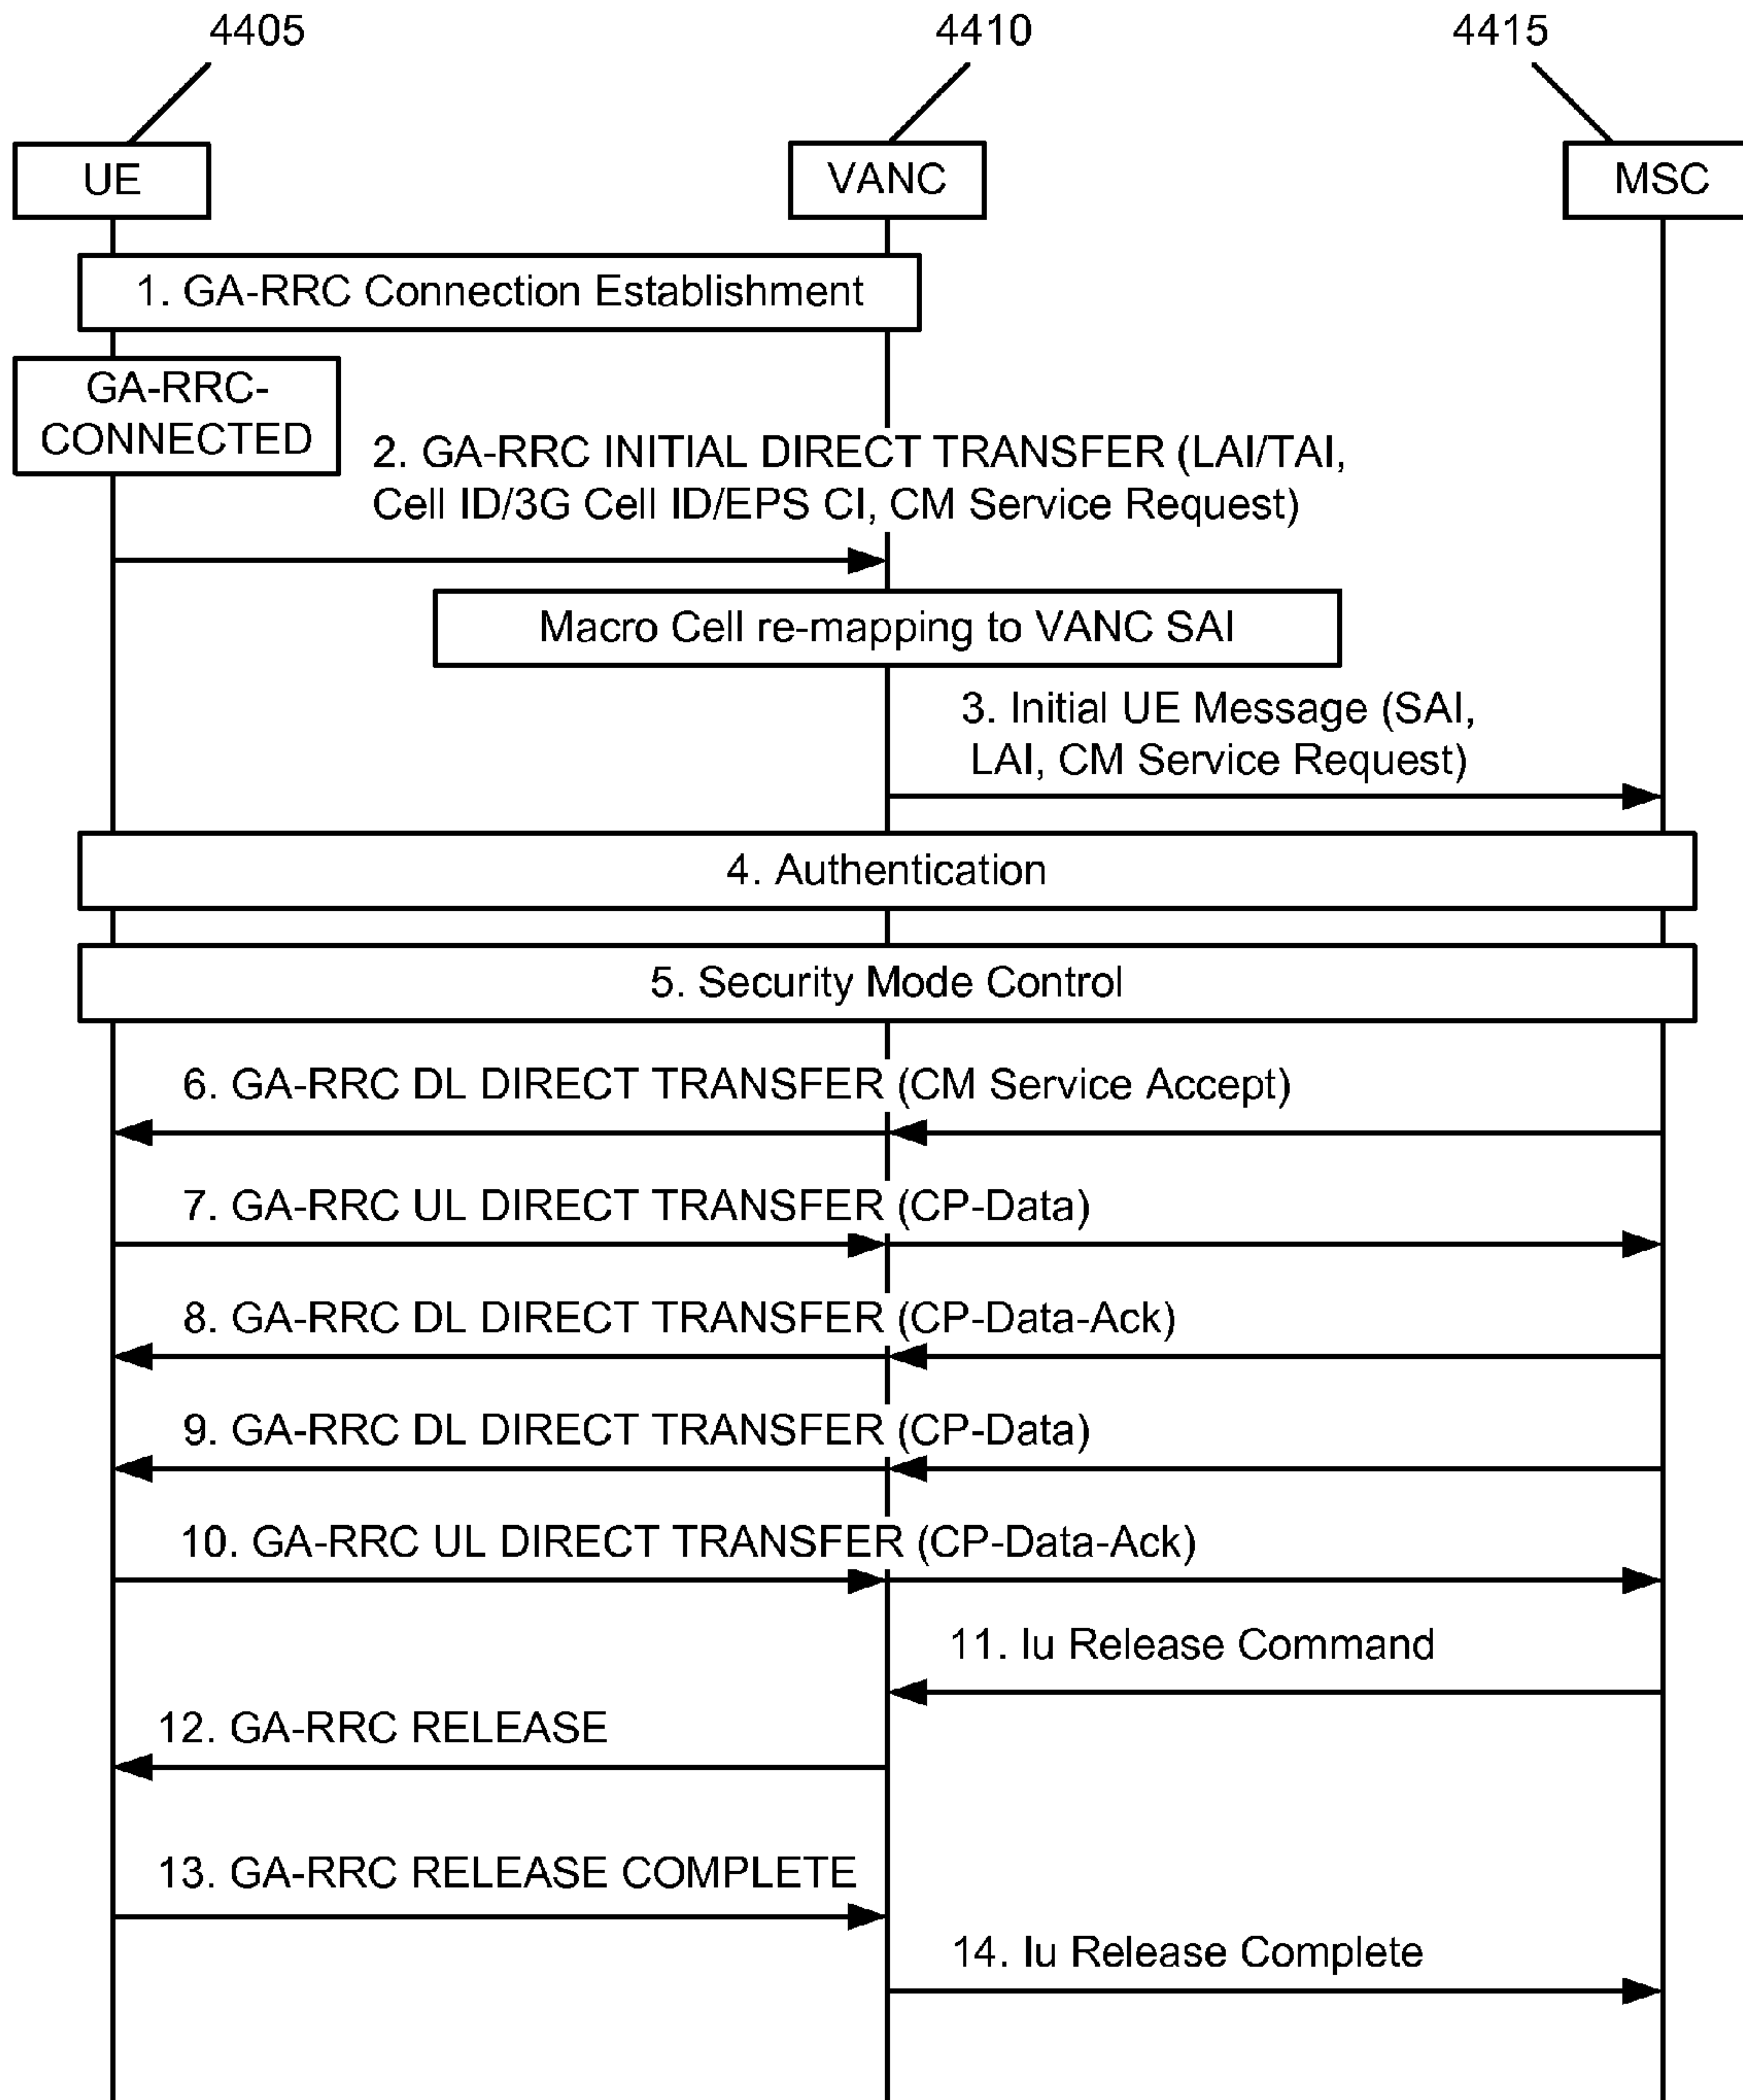 4405
4410
4415
UE
VANC
MSC
1. GA-RRC Connection Establishment
GA-RRC-
CONNECTED
2. GA-RRC INITIAL DIRECT TRANSFER (LAI/TAI,
Cell ID/3G Cell ID/EPS CI, CM Service Request)
Macro Cell re-mapping to VANC SAI
3. Initial UE Message (SAI,
LAI, CM Service Request)
4. Authentication
5. Security Mode Control
6. GA-RRC DL DIRECT TRANSFER (CM Service Accept)
7. GA-RRC UL DIRECT TRANSFER (CP-Data)
8. GA-RRC DL DIRECT TRANSFER (CP-Data-Ack)
9. GA-RRC DL DIRECT TRANSFER (CP-Data)
10. GA-RRC UL DIRECT TRANSFER (CP-Data-Ack)
11. Iu Release Command
12. GA-RRC RELEASE
13. GA-RRC RELEASE COMPLETE
14. Iu Release Complete